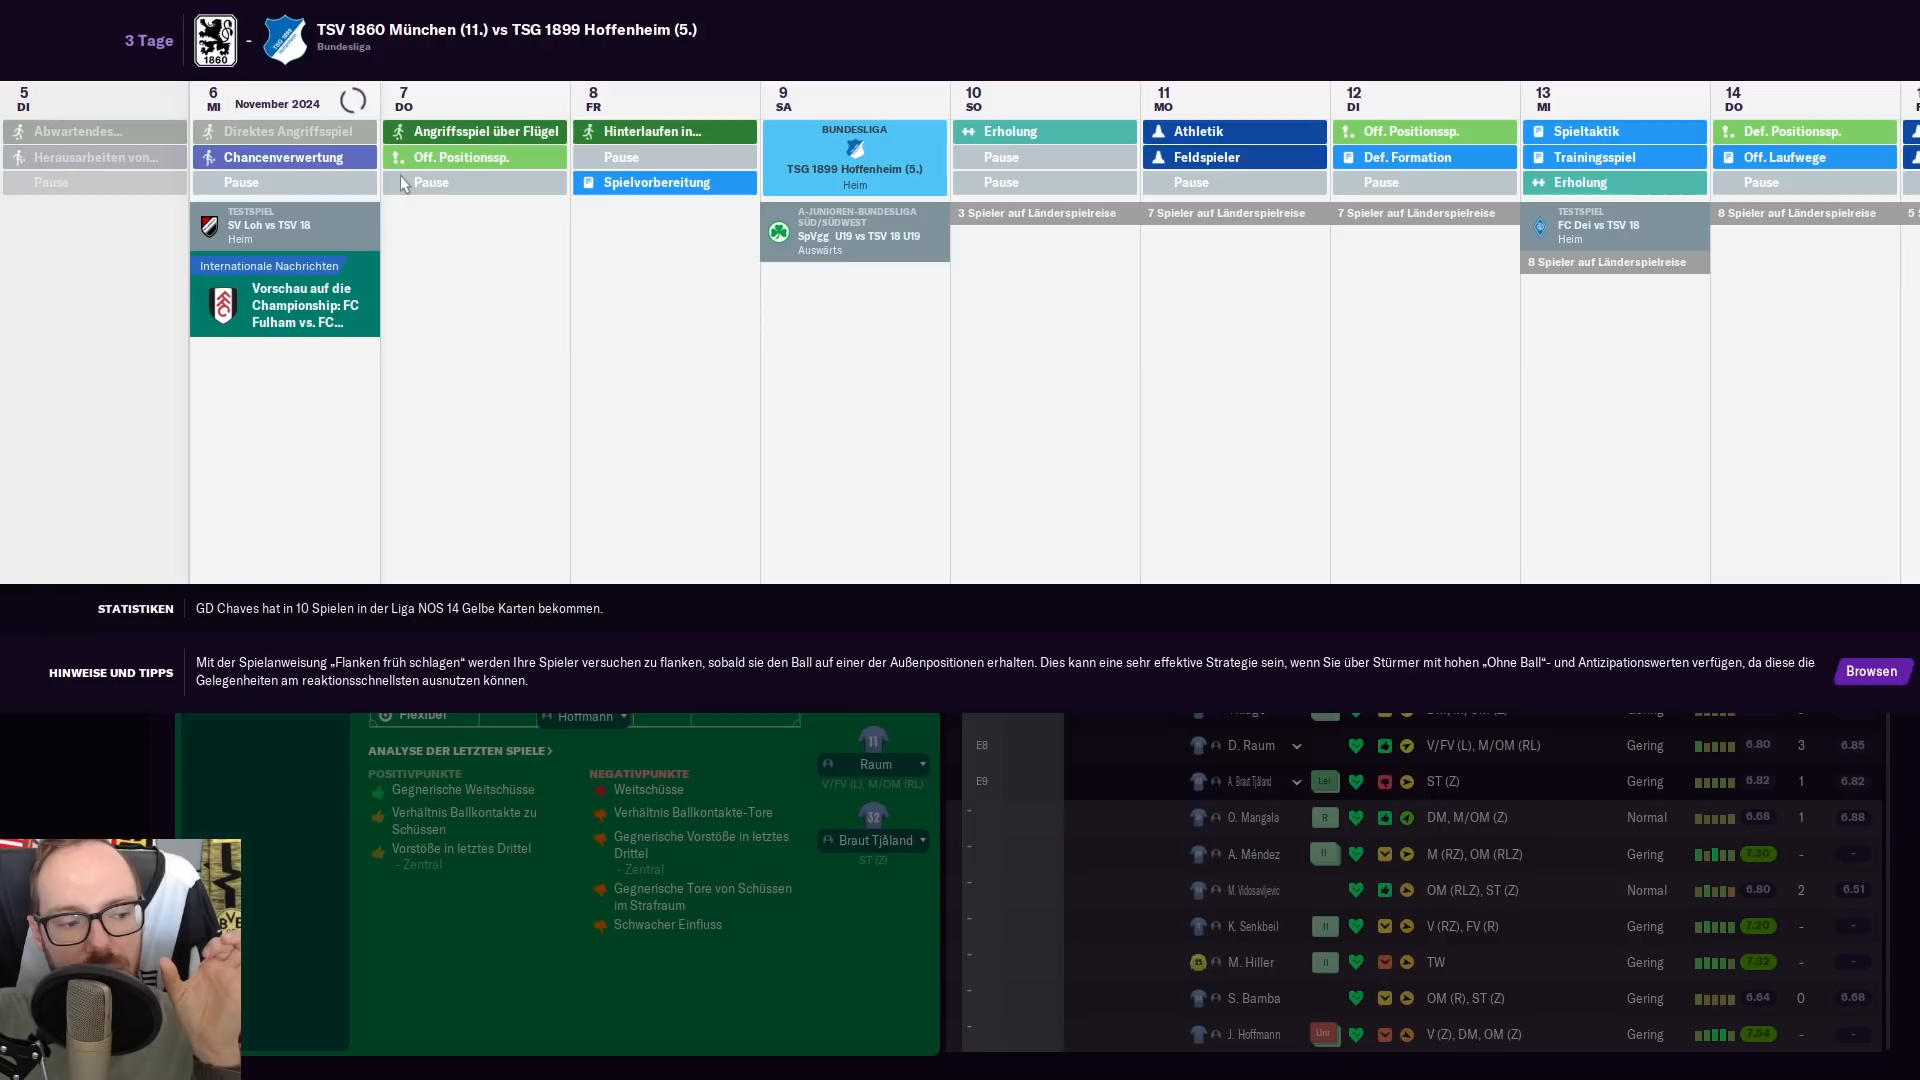 3 Tage
1860
-
TSV 1860 München (11.) vs TSG 1899 Hoffenheim (5.)
Bundesliga
5
DI
Abwartendes...
Herausarbeiten von...
Pause
6
MI
November 2024
Direktes Angriffsspiel
Chancenverwertung
Pause
TESTSPIEL
SV Loh vs TSV 18
Heim
Internationale Nachrichten
Vorschau auf die
Championship: FC
Fulham vs. FC...
7
DO
Angriffsspiel über Flügel
Off. Positionssp.
Pause
8
FR
Hinterlaufen in...
Pause
Spielvorbereitung
9
SA
BUNDESLIGA
TSG 1899 Hoffenheim (5.)
Heim
A-JUNIOREN-BUNDESLIGA
SÜD/SÜDWEST
SpVgg U19 vs TSV 18 U19
Auswärts
10
SO
Erholung
Pause
Pause
3 Spieler auf Länderspielreise
11
MO
Athletik
Feldspieler
Pause
7 Spieler auf Länderspielreise
12
DI
Off. Positionssp.
Def. Formation
Pause
7 Spieler auf Länderspielreise
13
MI
Spieltaktik
Trainingsspiel
Erholung
TESTSPIEL
FC Dei vs TSV 18
Heim
8 Spieler auf Länderspielreise
14
DO
Def. Positionssp.
Off. Laufwege
Pause
8 Spieler auf Länderspielreise
STATISTIKEN
GD Chaves hat in 10 Spielen in der Liga NOS 14 Gelbe Karten bekommen.
HINWEISE UND TIPPS
Mit der Spielanweisung „Flanken früh schlagen“ werden Ihre Spieler versuchen zu flanken, sobald sie den Ball auf einer der Außenpositionen erhalten. Dies kann eine sehr effektive Strategie sein, wenn Sie über Stürmer mit hohen „Ohne Ball“- und Antizipationswerten verfügen, da diese die
Gelegenheiten am reaktionsschnellsten ausnutzen können.
Browsen
Flexibel
Hoffmann
ANALYSE DER LETZTEN SPIELE>
POSITIVPUNKTE
Gegnerische Weitschüsse
Verhältnis Ballkontakte zu
Schüssen
Vorstöße in letztes Drittel
- Zentral
NEGATIVPUNKTE
Weitschüsse
Verhältnis Ballkontakte-Tore
Gegnerische Vorstöße in letztes
Drittel
- Zentral
Gegnerische Tore von Schüssen
im Strafraum
Schwacher Einfluss
11
Raum
V/FV (L), M/OM (RL)
32
Braut Tjåland
ST (Z)
E8 D. Raum V/FV (L), M/OM (RL) Gering 6.80 3 6.85
E9 A. Braut Tjåland Lei ST (Z) Gering 6.82 1 6.82
- O. Mangala R DM, M/OM (Z) Normal 6.68 1 6.88
- A. Méndez II M (RZ), OM (RLZ) Gering 7.30 - -
- M. Vidosavljevic OM (RLZ), ST (Z) Normal 6.80 2 6.51
- K. Senkbeil II V (RZ), FV (R) Gering 7.20 - -
- M. Hiller II TW Gering 7.32 - -
- S. Bamba OM (R), ST (Z) Gering 6.64 0 6.68
- J. Hoffmann Unr V (Z), DM, OM (Z) Gering 7.54 - -